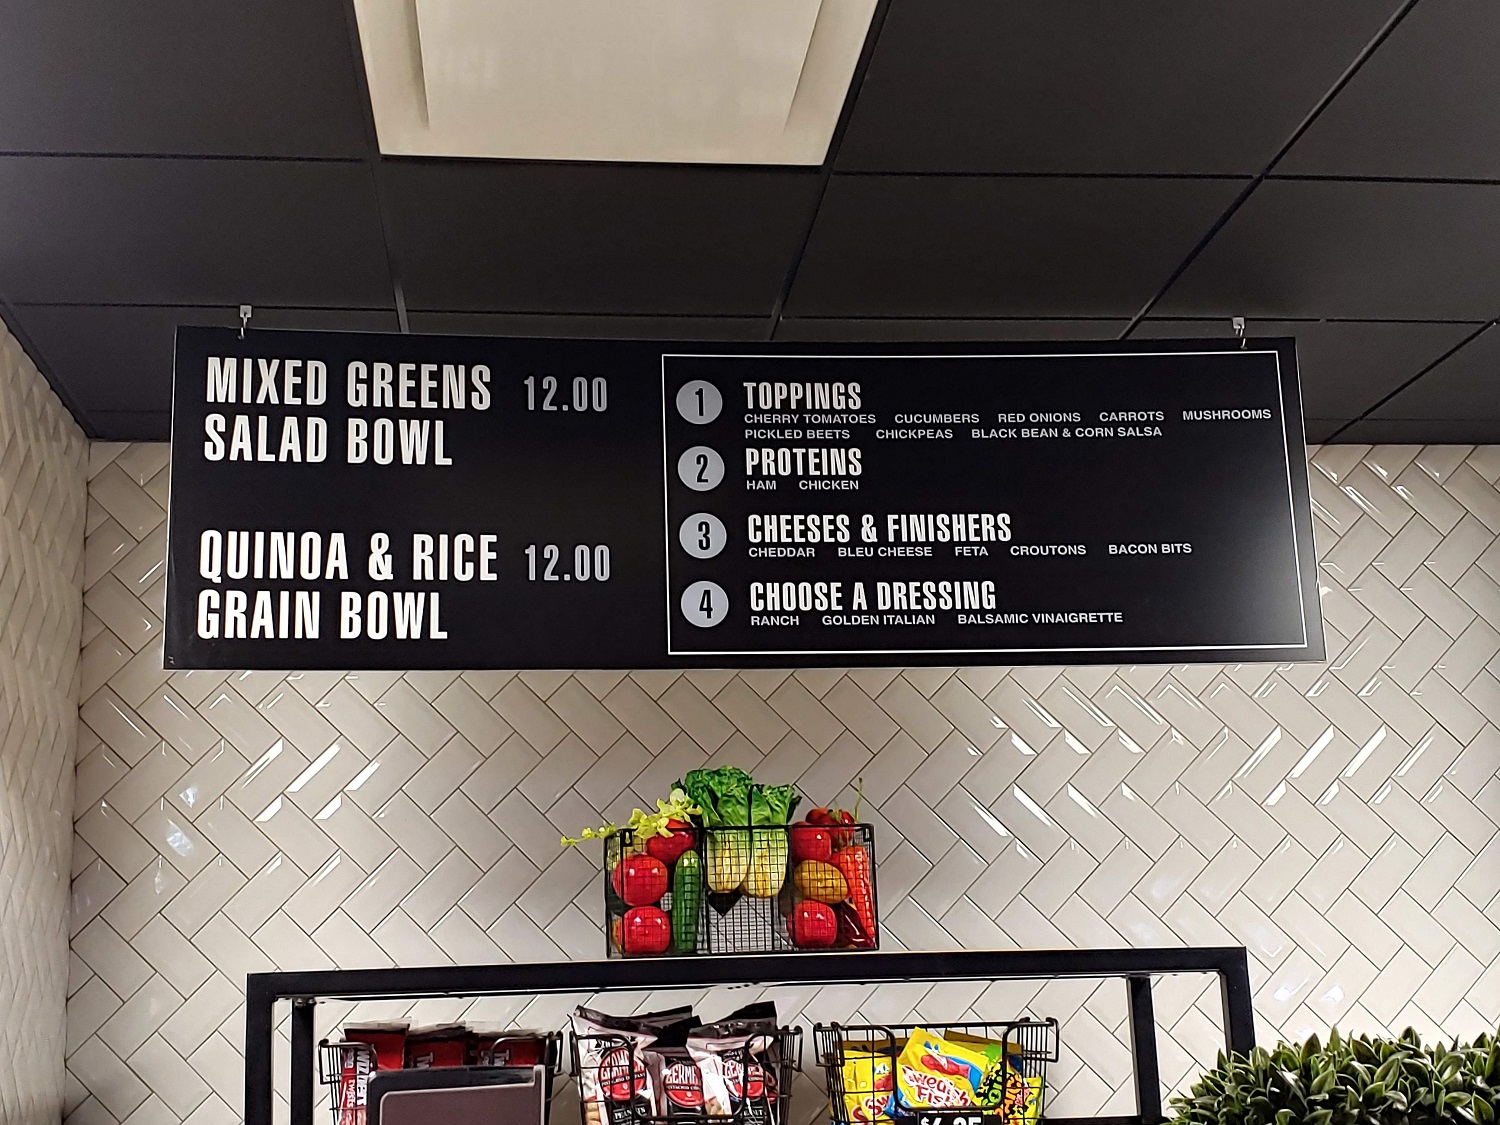 MIXED GREENS 12.00
SALAD BOWL
QUINOA & RICE 12.00
GRAIN BOWL
1 TOPPINGS
CHERRY TOMATOES CUCUMBERS RED ONIONS CARROTS MUSHROOMS
PICKLED BEETS CHICKPEAS BLACK BEAN & CORN SALSA
2 PROTEINS
HAM CHICKEN
3 CHEESES & FINISHERS
CHEDDAR BLEU CHEESE FETA CROUTONS BACON BITS
4 CHOOSE A DRESSING
RANCH GOLDEN ITALIAN BALSAMIC VINAIGRETTE
PEANUTS